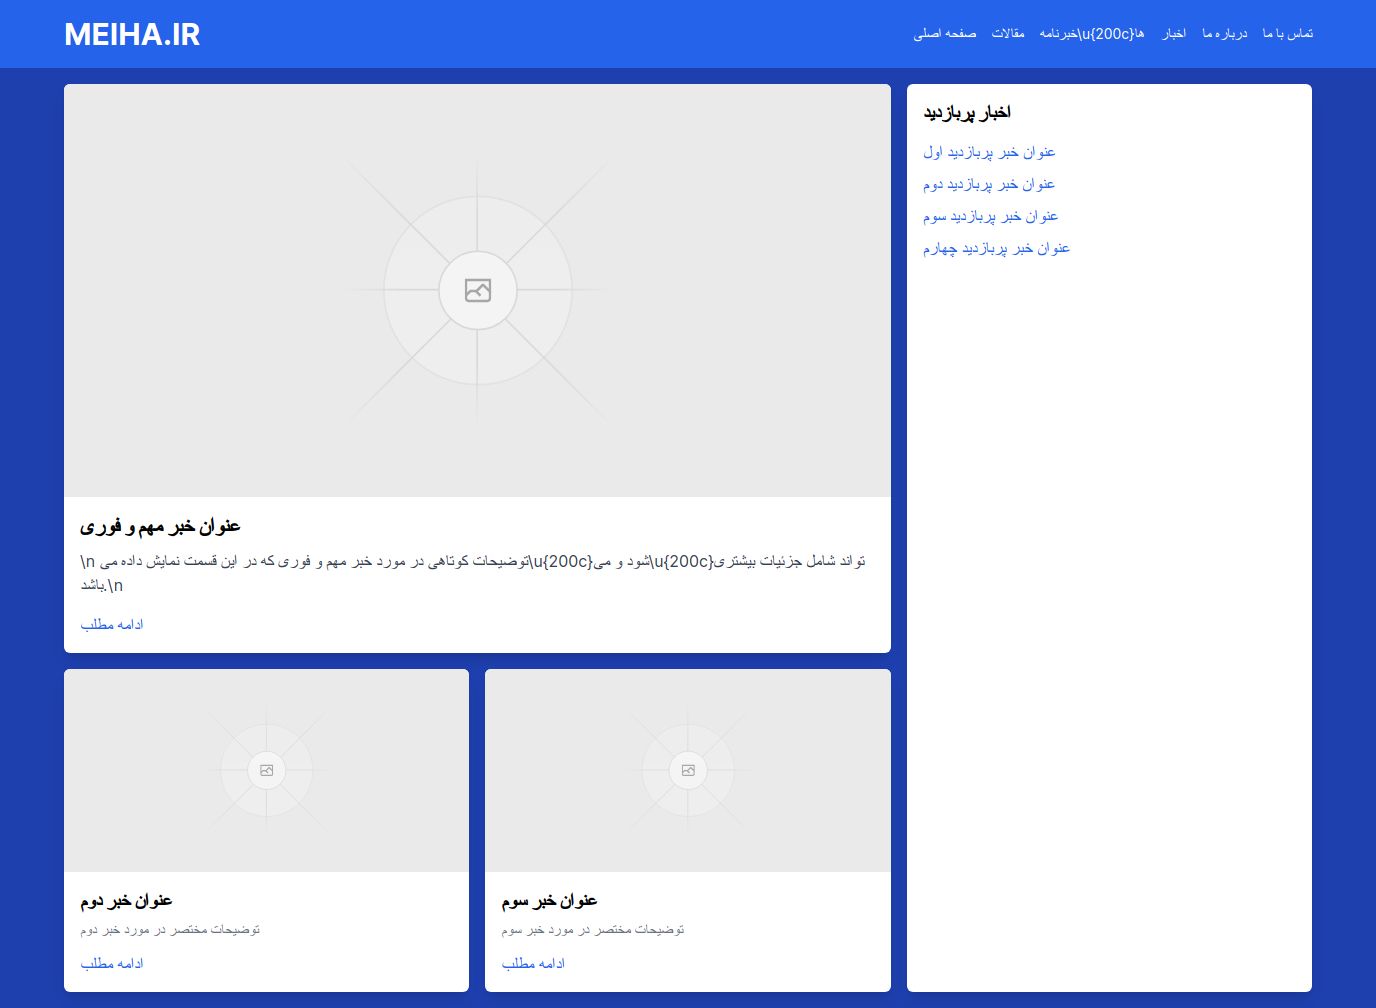 MEIHA.IR
صفحه اصلی
مقالات
خبرنامه\u{200c}ها
اخبار
درباره ما
تماس با ما
عنوان خبر مهم و فوری
\n توضیحات کوتاهی در مورد خبر مهم و فوری که در این قسمت نمایش داده می\u{200c}شود و می\u{200c}تواند شامل جزئیات بیشتری
باشد.\n
ادامه مطلب
اخبار پربازدید
عنوان خبر پربازدید اول
عنوان خبر پربازدید دوم
عنوان خبر پربازدید سوم
عنوان خبر پربازدید چهارم
عنوان خبر دوم
توضیحات مختصر در مورد خبر دوم
ادامه مطلب
عنوان خبر سوم
توضیحات مختصر در مورد خبر سوم
ادامه مطلب